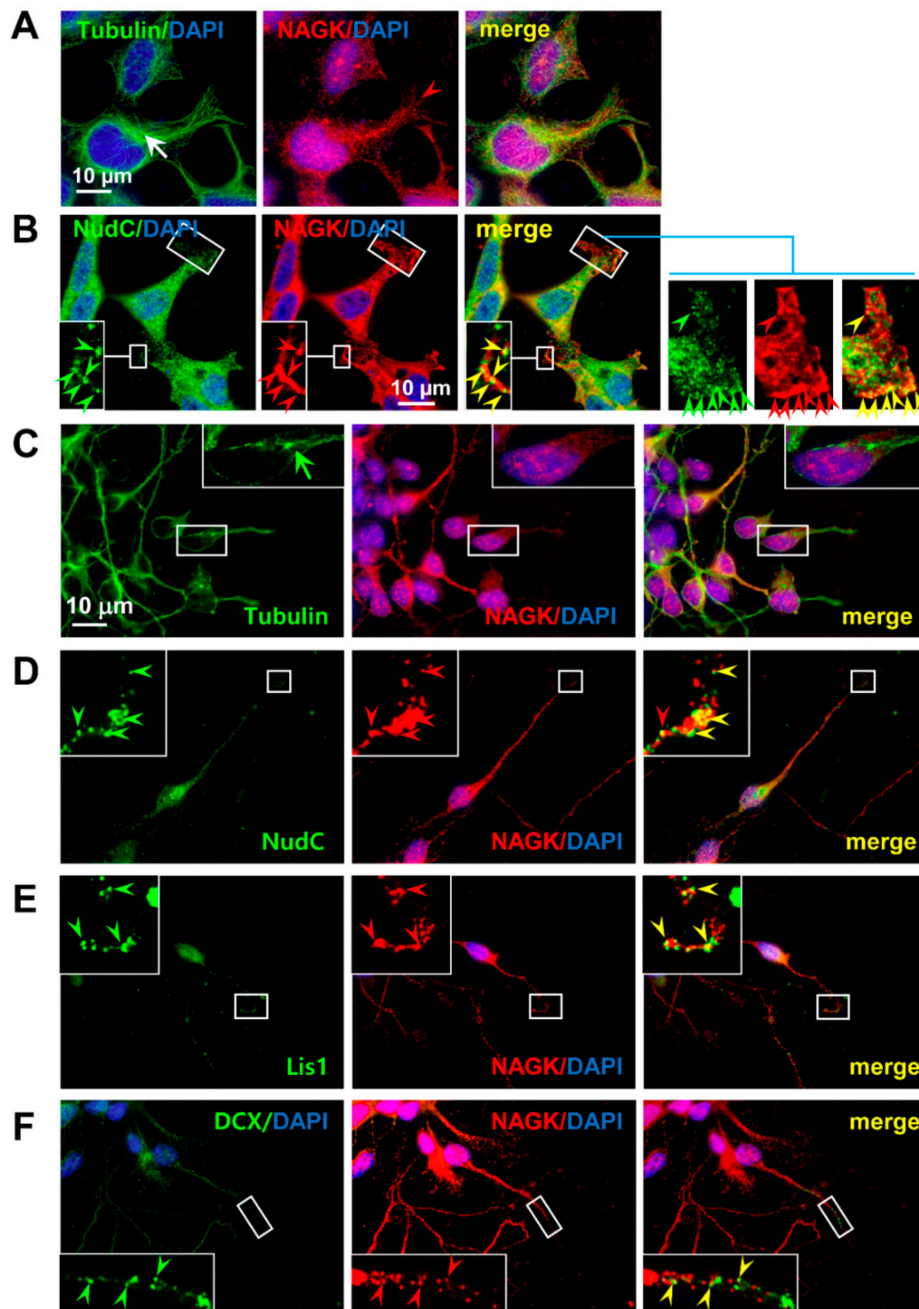 A
Tubulin/DAPI
NAGK/DAPI
merge
10 µm
B
NudC/DAPI
NAGK/DAPI
merge
10 µm
C
10 µm
Tubulin
NAGK/DAPI
merge
D
NudC
NAGK/DAPI
merge
E
Lis1
NAGK/DAPI
merge
F
DCX/DAPI
NAGK/DAPI
merge